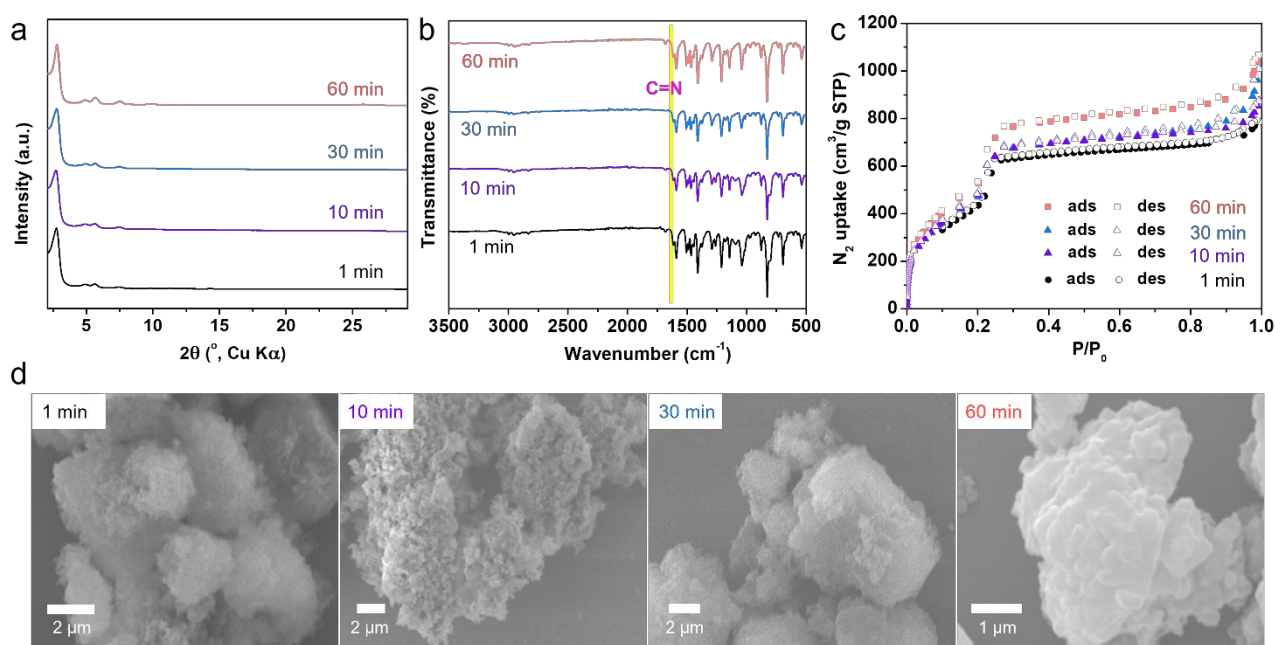 a
Intensity (a.u.)
60 min
30 min
10 min
1 min
5
10
15
20
25
2θ (°, Cu Kα)
b
Transmittance (%)
60 min
C=N
30 min
10 min
1 min
3500
3000
2500
2000
1500
1000
500
Wavenumber (cm⁻¹)
c
N₂ uptake (cm³/g STP)
1200
1000
800
600
400
200
0
ads des 60 min
ads des 30 min
ads des 10 min
ads des 1 min
0.0
0.2
0.4
0.6
0.8
1.0
P/P₀
d
1 min
2 µm
10 min
2 µm
30 min
2 µm
60 min
1 µm